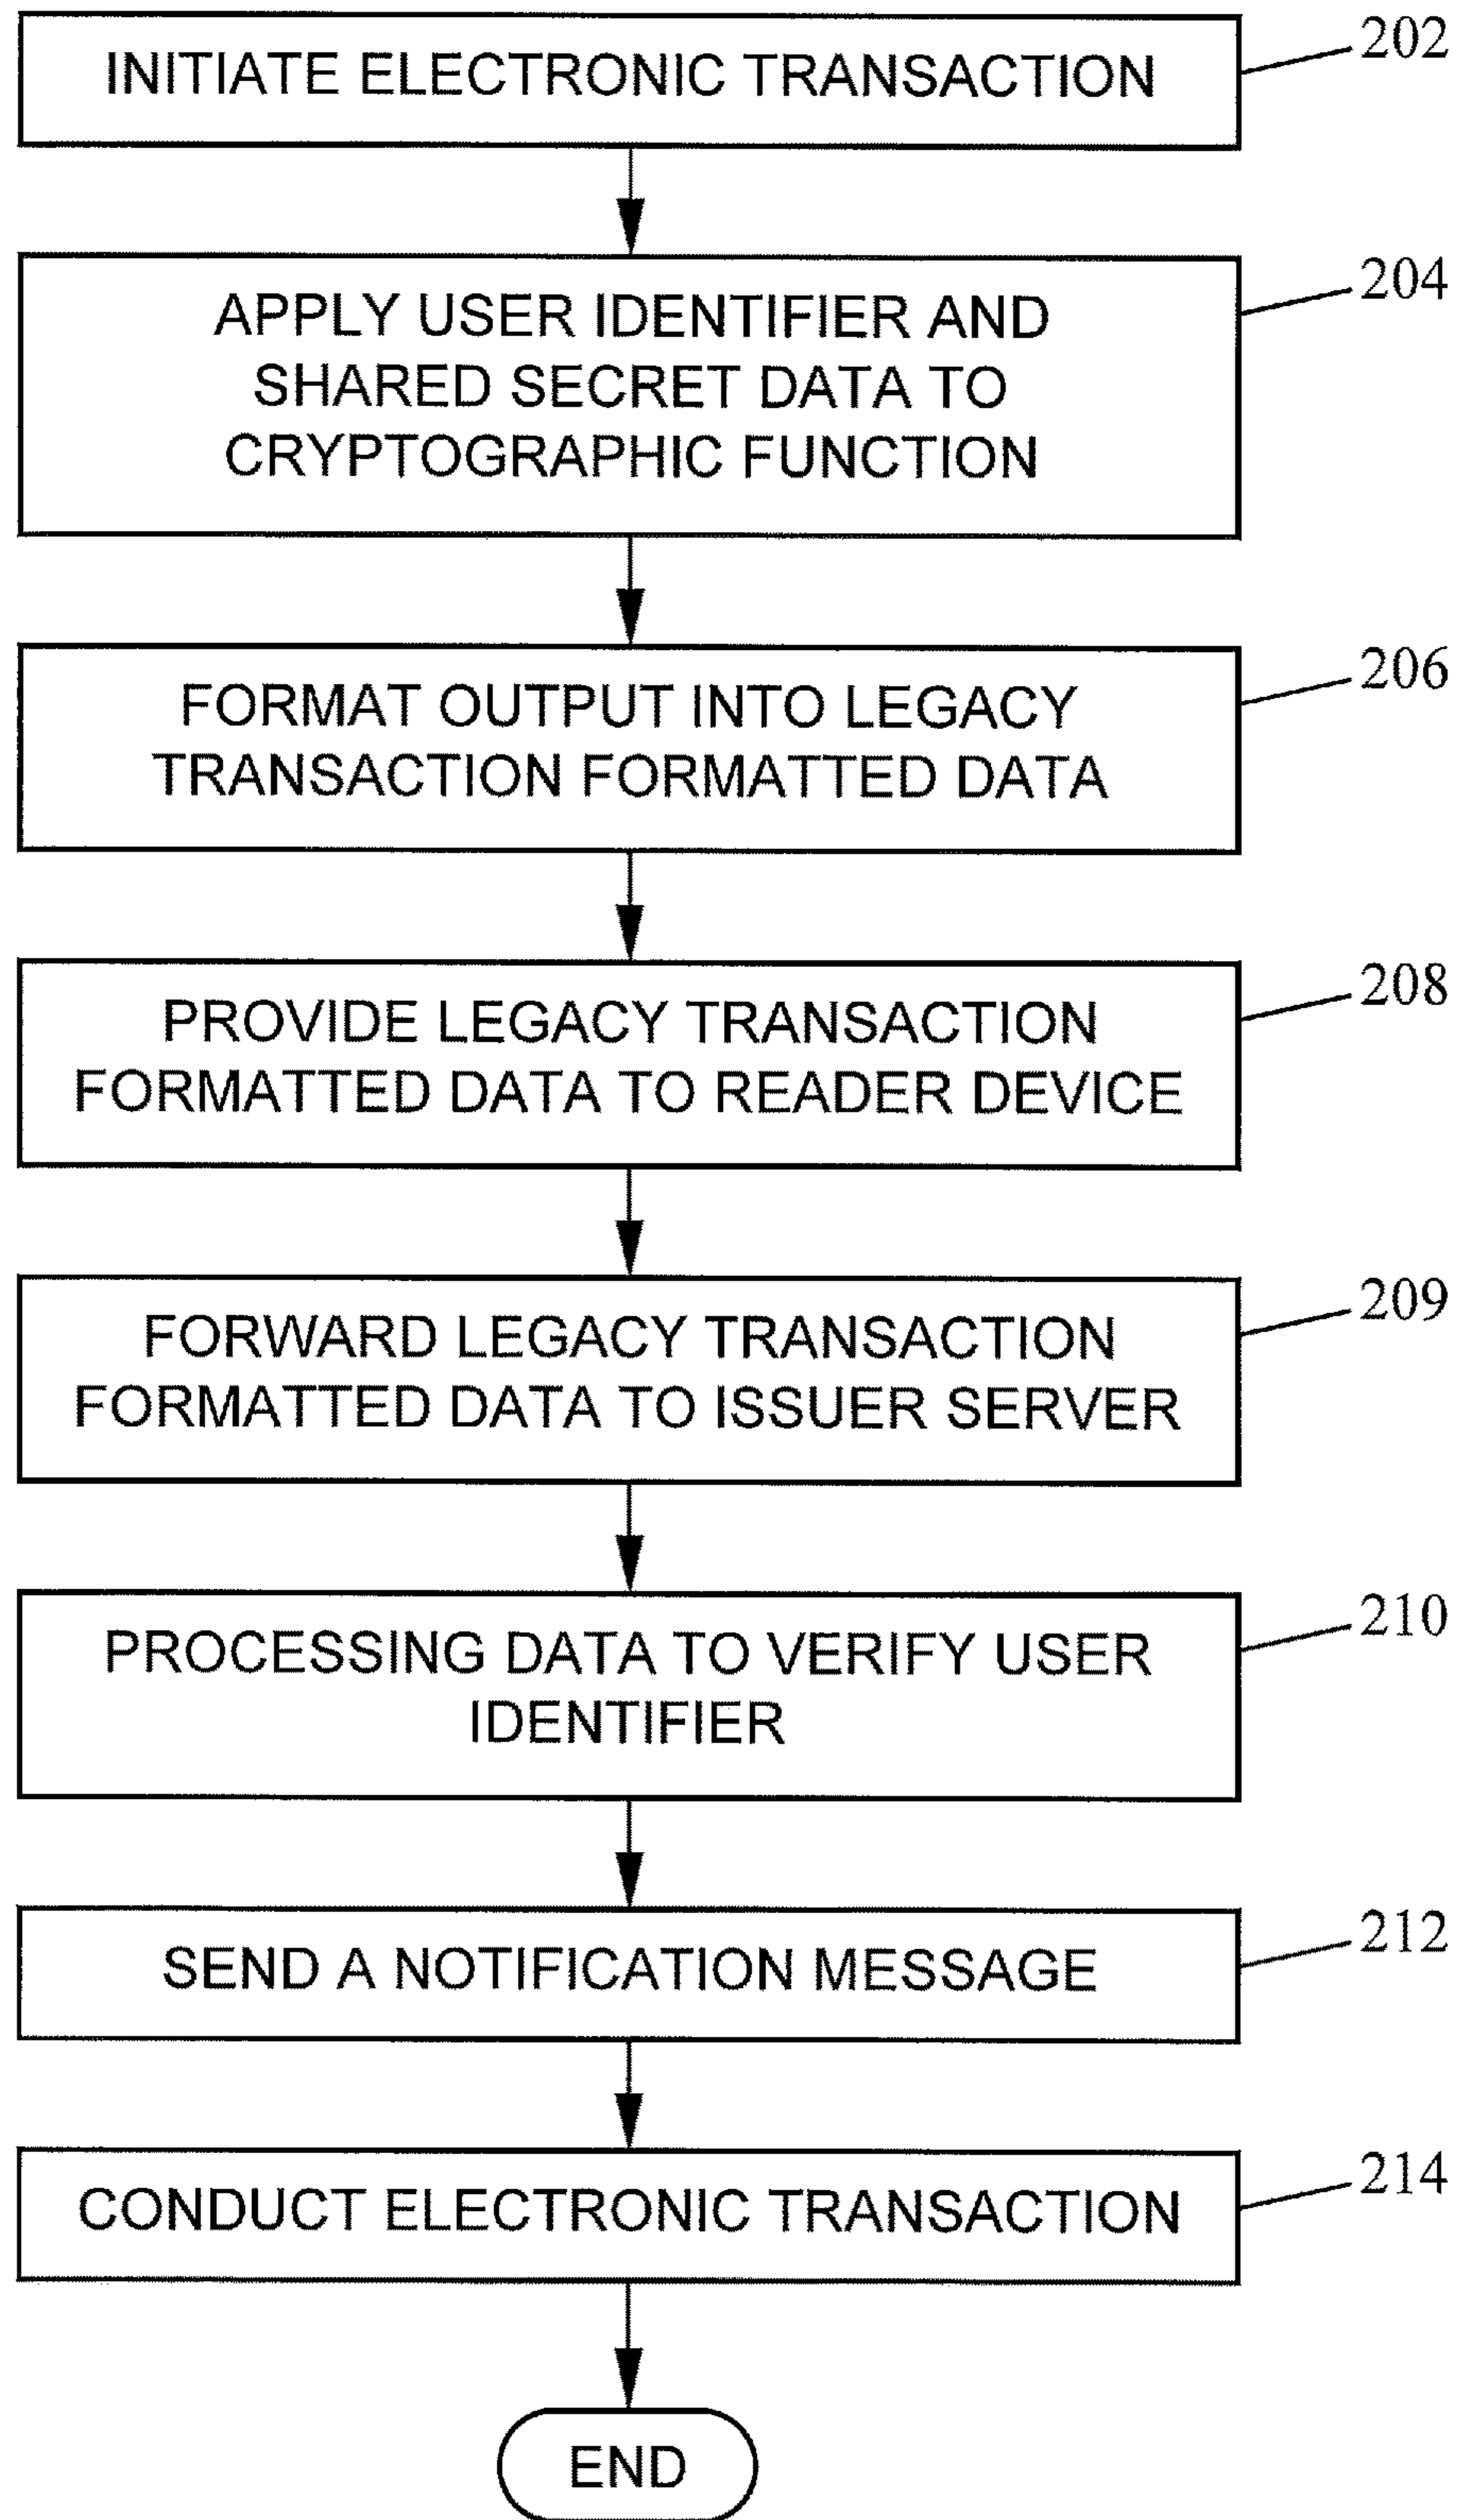 INITIATE ELECTRONIC TRANSACTION
202
APPLY USER IDENTIFIER AND
SHARED SECRET DATA TO
CRYPTOGRAPHIC FUNCTION
204
FORMAT OUTPUT INTO LEGACY
TRANSACTION FORMATTED DATA
206
PROVIDE LEGACY TRANSACTION
FORMATTED DATA TO READER DEVICE
208
FORWARD LEGACY TRANSACTION
FORMATTED DATA TO ISSUER SERVER
209
PROCESSING DATA TO VERIFY USER
IDENTIFIER
210
SEND A NOTIFICATION MESSAGE
212
CONDUCT ELECTRONIC TRANSACTION
214
END